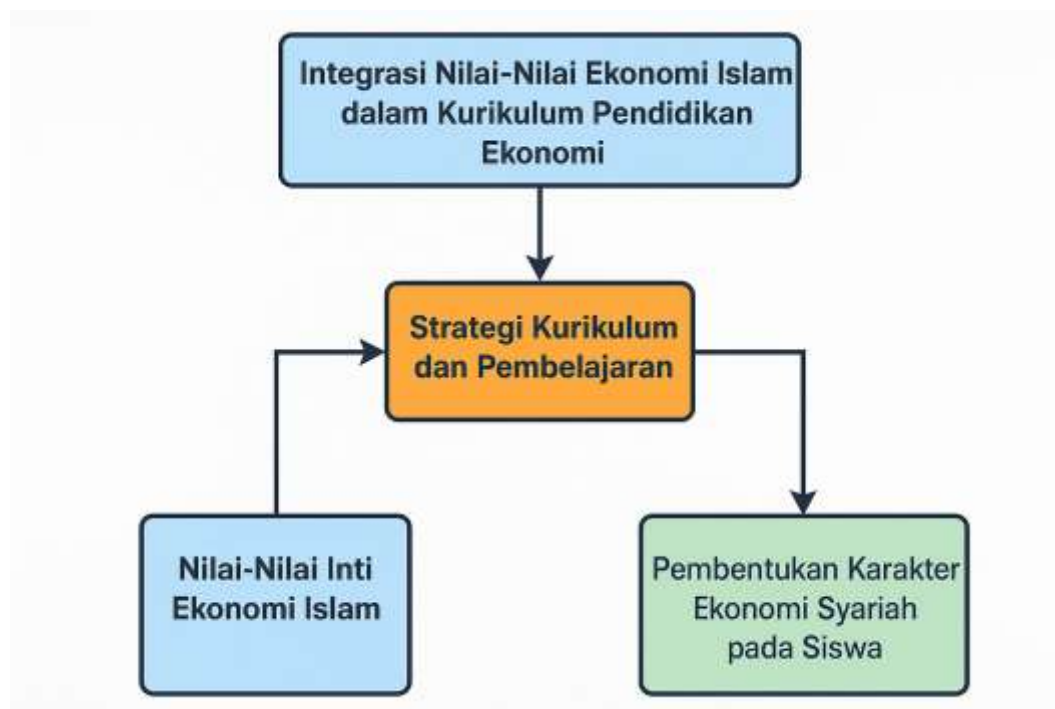 Integrasi Nilai-Nilai Ekonomi Islam
dalam Kurikulum Pendidikan
Ekonomi
Strategi Kurikulum
dan Pembelajaran
Nilai-Nilai Inti
Ekonomi Islam
Pembentukan Karakter
Ekonomi Syariah
pada Siswa